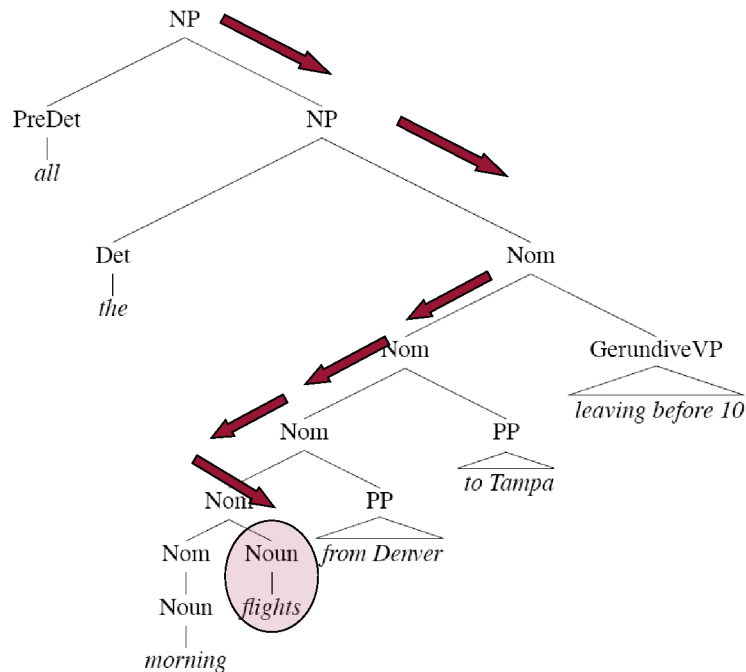 NP
PreDet NP
all
Det Nom
the
Nom GerundiveVP
leaving before 10
Nom PP
to Tampa
Nom PP
Nom Noun from Denver
Noun flights
morning